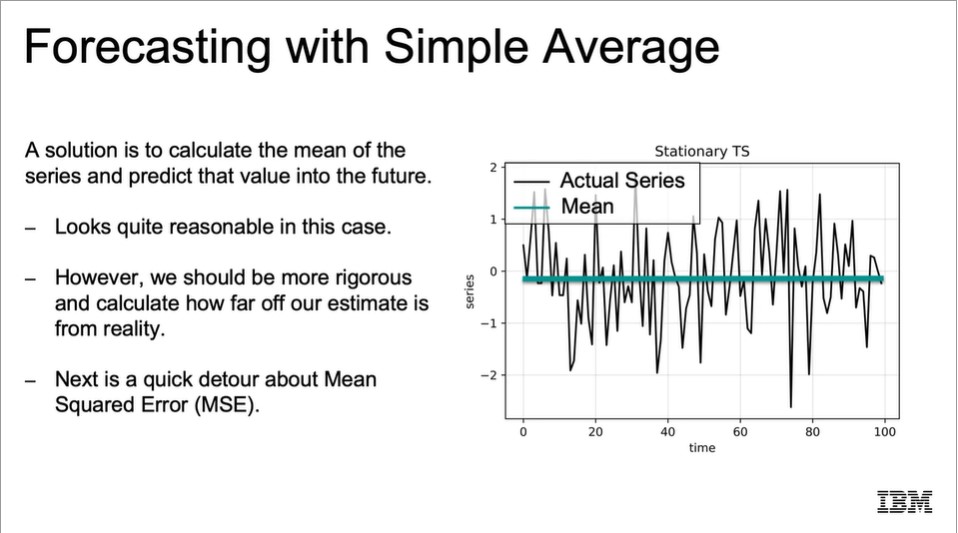 Forecasting with Simple Average
A solution is to calculate the mean of the
series and predict that value into the future.
– Looks quite reasonable in this case.
– However, we should be more rigorous
and calculate how far off our estimate is
from reality.
– Next is a quick detour about Mean
Squared Error (MSE).
Stationary TS
Actual Series
Mean
2
1
0
−1
−2
series
0 20 40 60 80 100
time
IBM